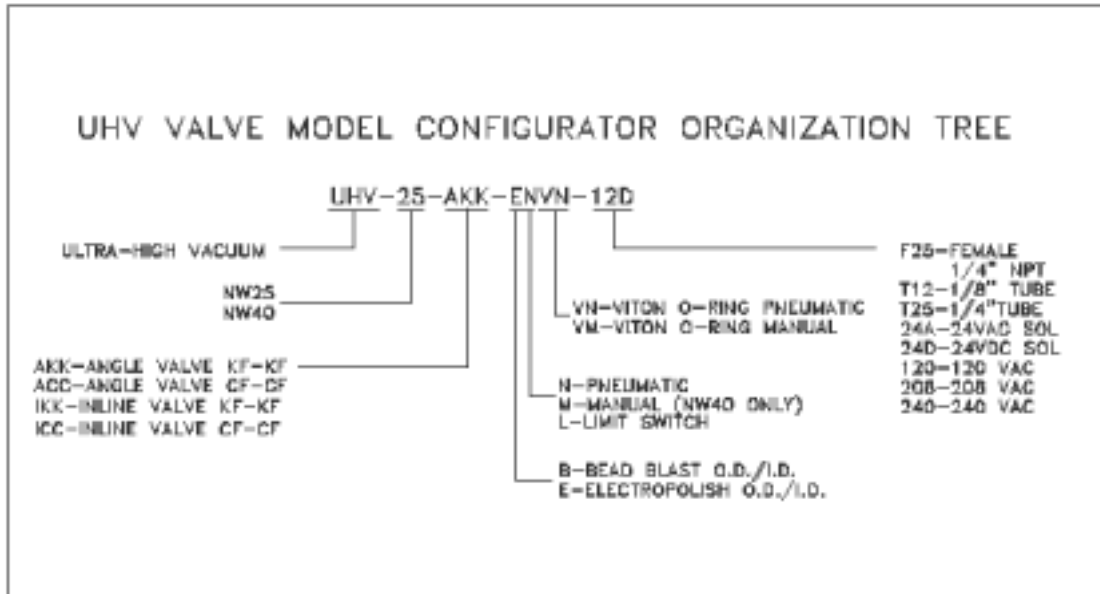 UHV VALVE MODEL CONFIGURATOR ORGANIZATION TREE
UHV-25-AKK-ENVN-12D
ULTRA-HIGH VACUUM
NW25
NW40
AKK-ANGLE VALVE KF-KF
ACC-ANGLE VALVE CF-CF
IKK-INLINE VALVE KF-KF
ICC-INLINE VALVE CF-CF
B-BEAD BLAST O.D./I.D.
E-ELECTROPOLISH O.D./I.D.
N-PNEUMATIC
M-MANUAL (NW40 ONLY)
L-LIMIT SWITCH
VN-VITON O-RING PNEUMATIC
VM-VITON O-RING MANUAL
F25-FEMALE
1/4" NPT
T12-1/8" TUBE
T25-1/4"TUBE
24A-24VAC SOL
24D-24VDC SOL
120-120 VAC
208-208 VAC
240-240 VAC